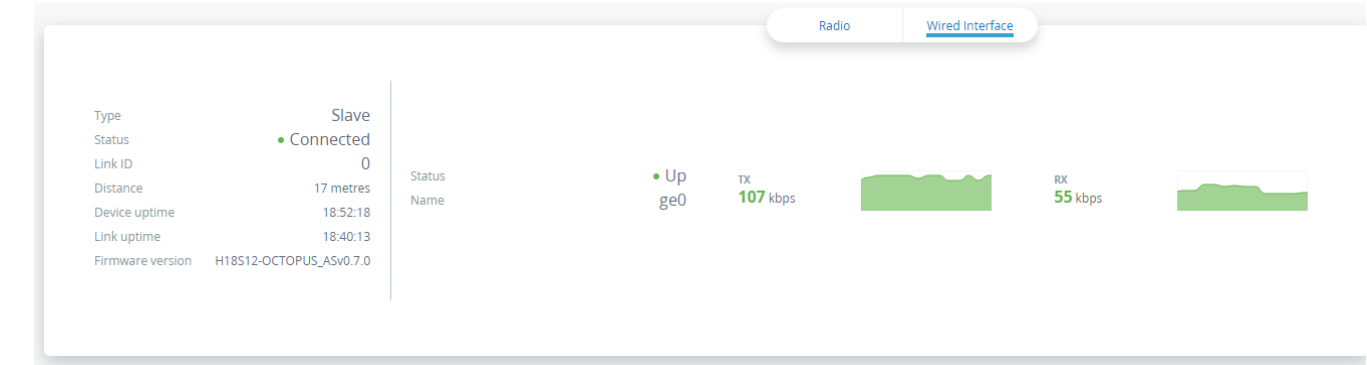 Radio
Wired Interface
Type Slave
Status Connected
Link ID 0
Distance 17 metres
Device uptime 18:52:18
Link uptime 18:40:13
Firmware version H18S12-OCTOPUS_ASv0.7.0
Status Up
Name ge0
TX
107 kbps
RX
55 kbps